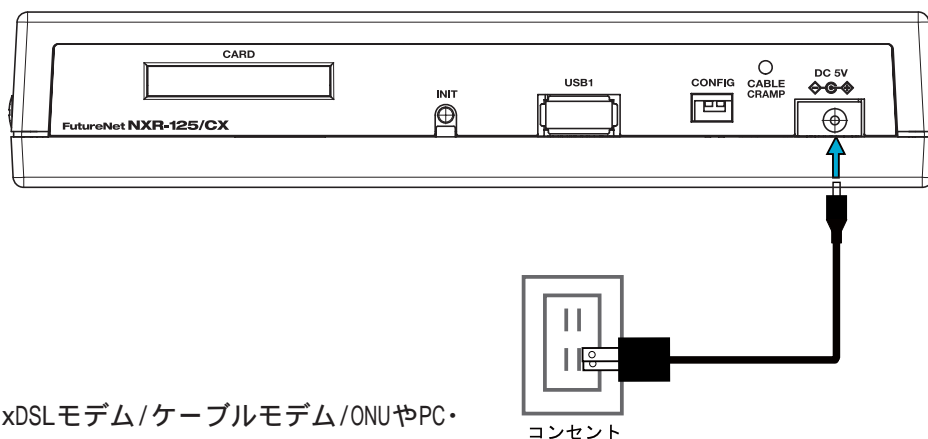 CARD
INIT
USB1
CONFIG
CABLE
CRAMP
DC 5V
FutureNet NXR-125/CX
xDSLモデム/ケーブルモデム/ONUやPC・
コンセント